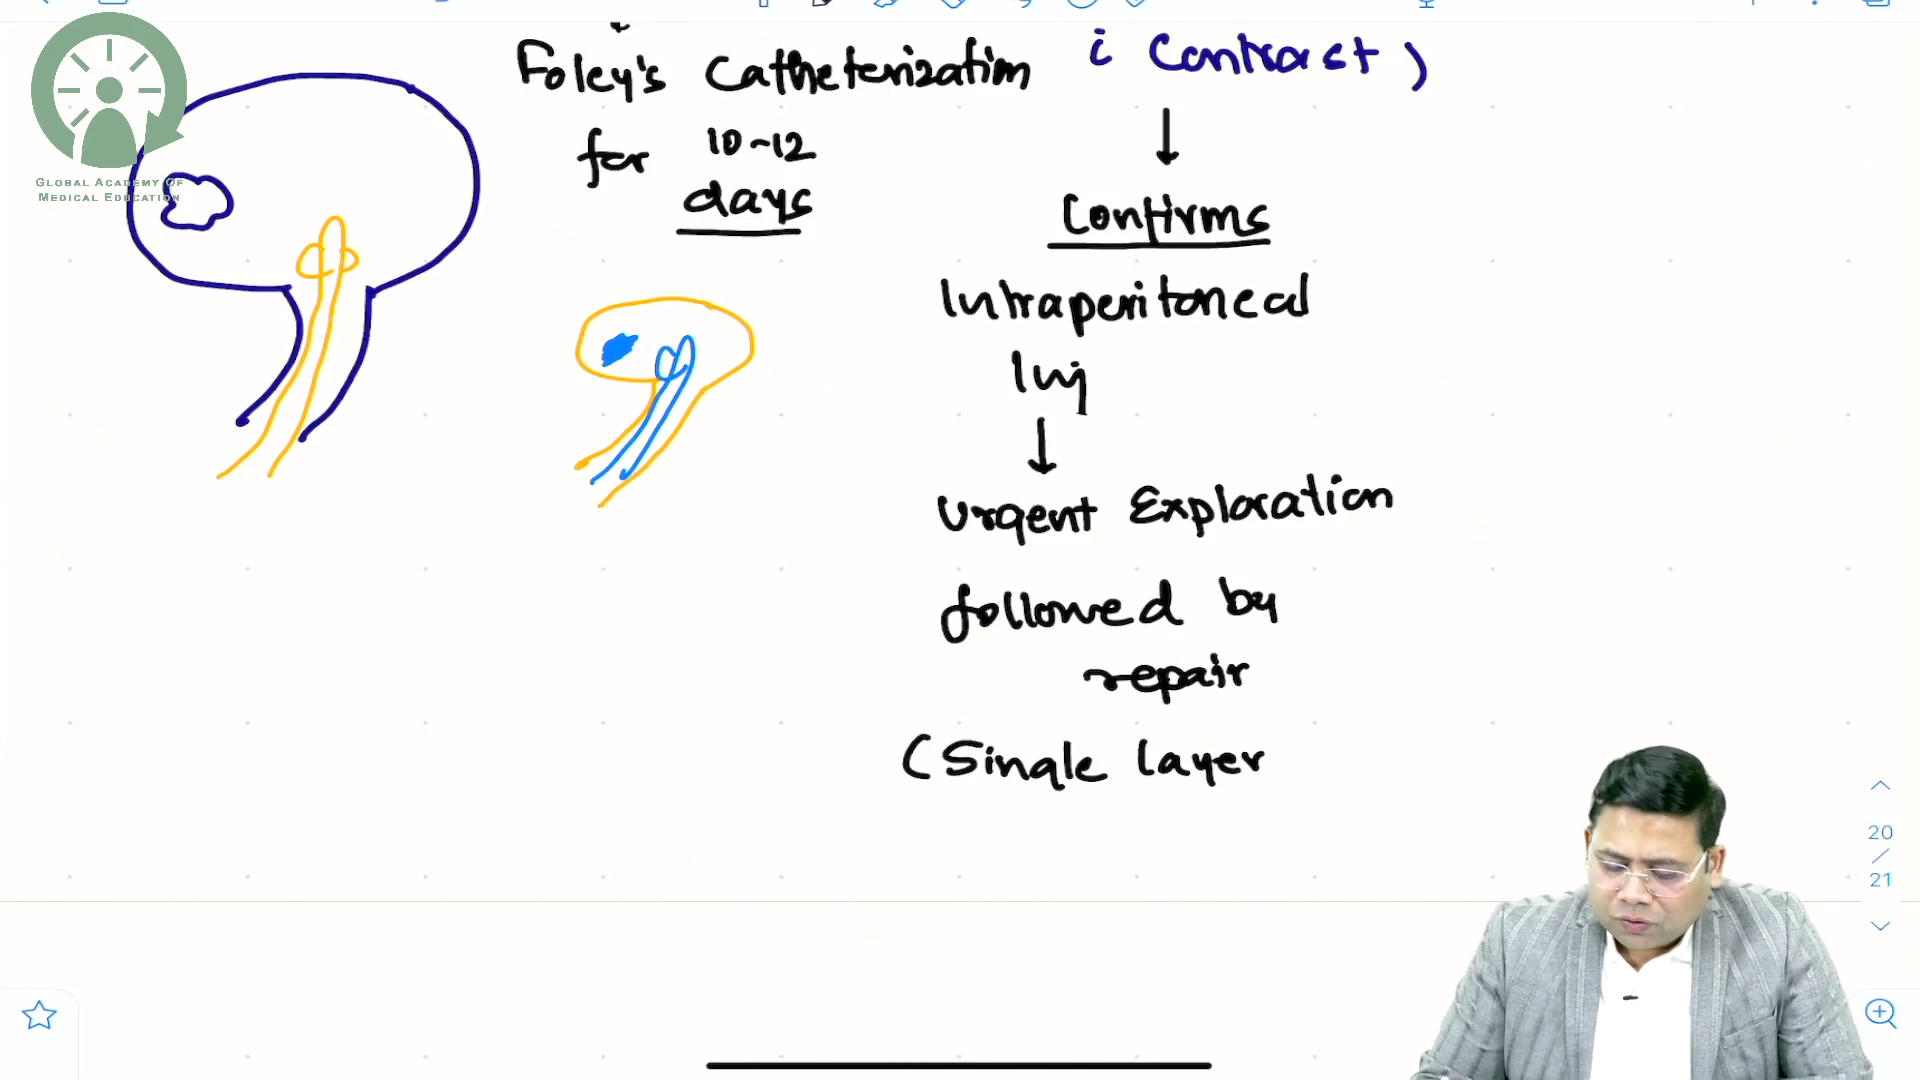 Foley's Catheterization
for 10-12
days
c̄ Contrast )
↓
Confirms
Intraperitoneal
Inj
↓
Urgent Exploration
followed by
repair
(Single layer
GLOBAL ACADEMY OF
MEDICAL EDUCATION
20
/
21